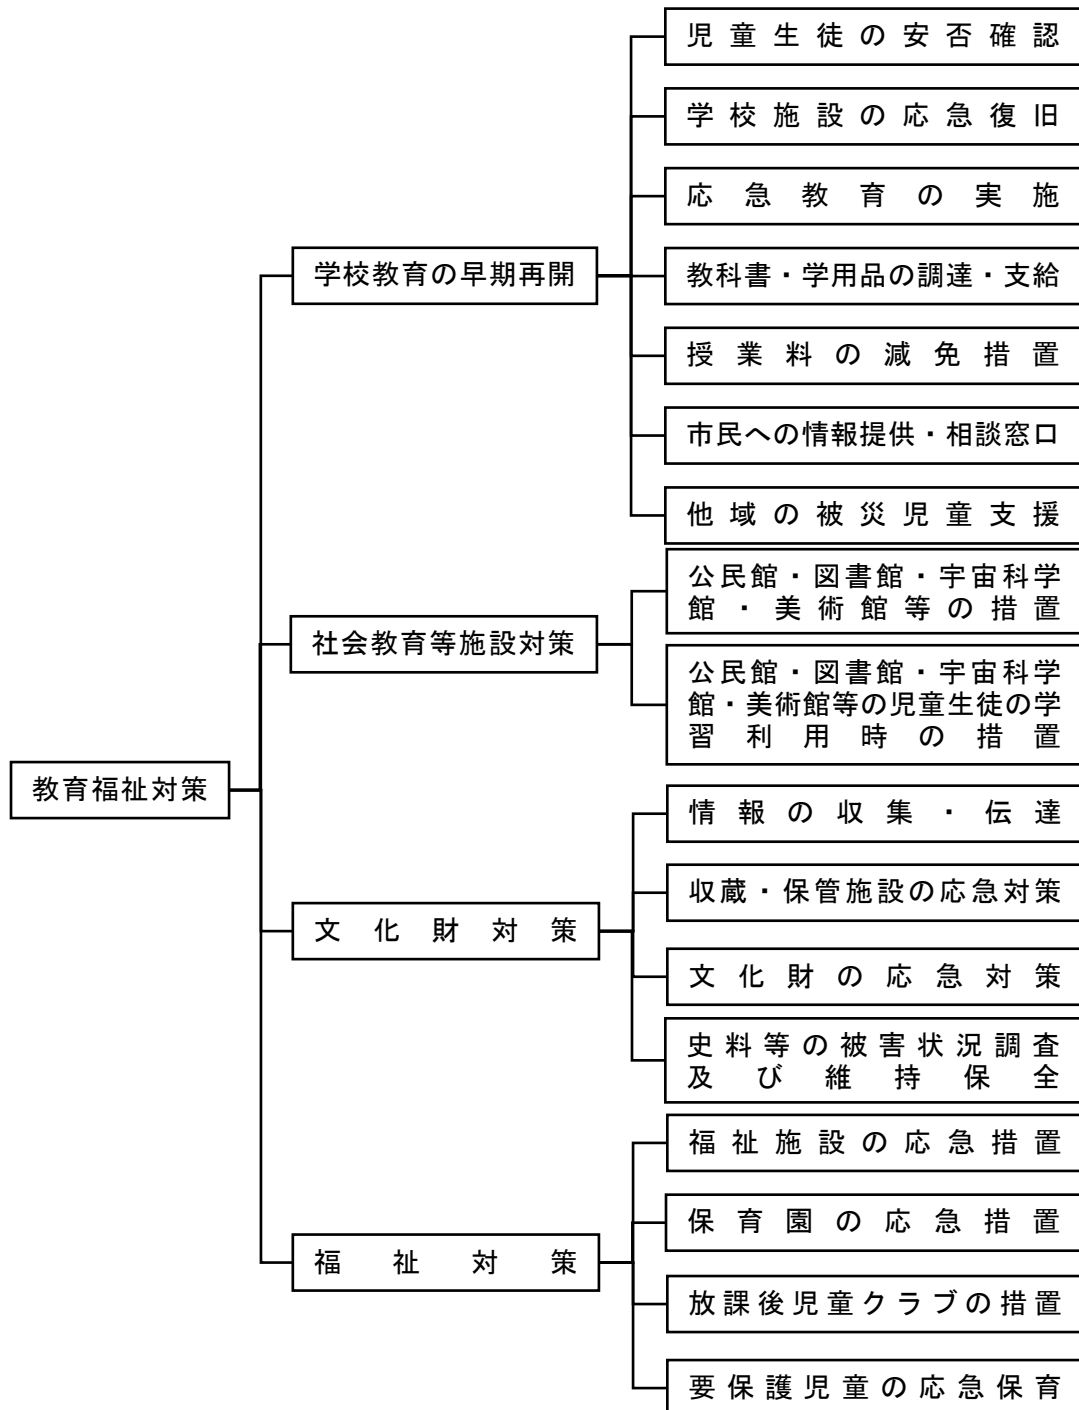 児童生徒の安否確認
学校施設の応急復旧
応急教育の実施
学校教育の早期再開
教科書・学用品の調達・支給
授業料の減免措置
市民への情報提供・相談窓口
他域の被災児童支援
公民館・図書館・宇宙科学
館・美術館等の措置
社会教育等施設対策
公民館・図書館・宇宙科学
館・美術館等の児童生徒の学
習利用時の措置
教育福祉対策
情報の収集・伝達
収蔵・保管施設の応急対策
文化財対策
文化財の応急対策
史料等の被害状況調査
及び維持保全
福祉施設の応急措置
保育園の応急措置
福祉対策
放課後児童クラブの措置
要保護児童の応急保育